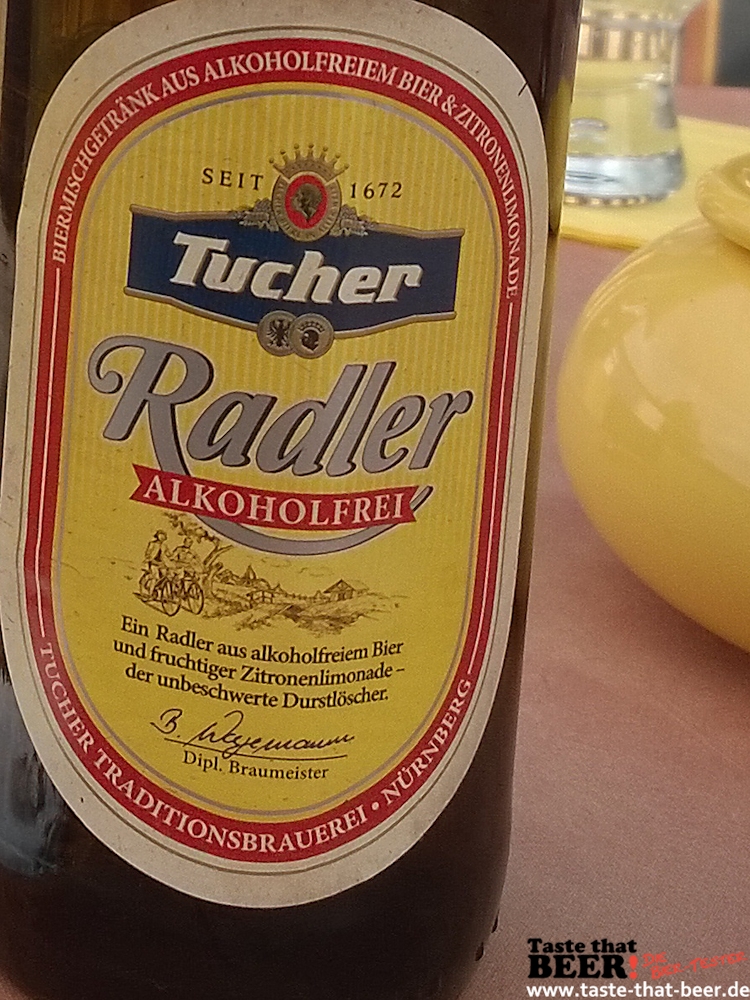 BIERMISCHGETRÄNK AUS ALKOHOLFREIEM BIER & ZITRONENLIMONADE
SEIT 1672
Tucher
Radler
ALKOHOLFREI
Ein Radler aus alkoholfreiem Bier
und fruchtiger Zitronenlimonade –
der unbeschwerte Durstlöscher.
B. Wegemann
Dipl. Braumeister
TUCHER TRADITIONSBRAUEREI • NÜRNBERG
Taste that
BEER!
www.taste-that-beer.de